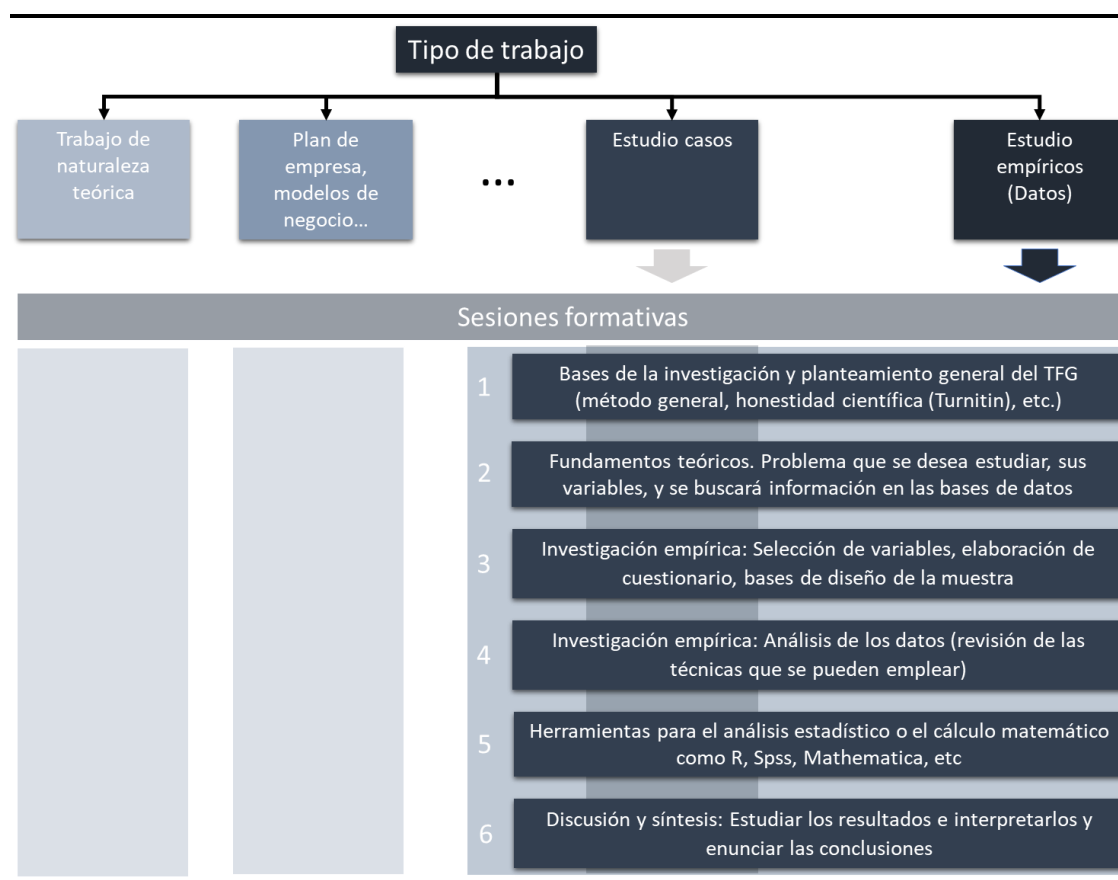 Tipo de trabajo
Trabajo de
naturaleza
teórica
Plan de
empresa,
modelos de
negocio...
...
Estudio casos
Estudio
empíricos
(Datos)
Sesiones formativas
1
Bases de la investigación y planteamiento general del TFG
(método general, honestidad científica (Turnitin), etc.)
2
Fundamentos teóricos. Problema que se desea estudiar, sus
variables, y se buscará información en las bases de datos
3
Investigación empírica: Selección de variables, elaboración de
cuestionario, bases de diseño de la muestra
4
Investigación empírica: Análisis de los datos (revisión de las
técnicas que se pueden emplear)
5
Herramientas para el análisis estadístico o el cálculo matemático
como R, Spss, Mathematica, etc
6
Discusión y síntesis: Estudiar los resultados e interpretarlos y
enunciar las conclusiones